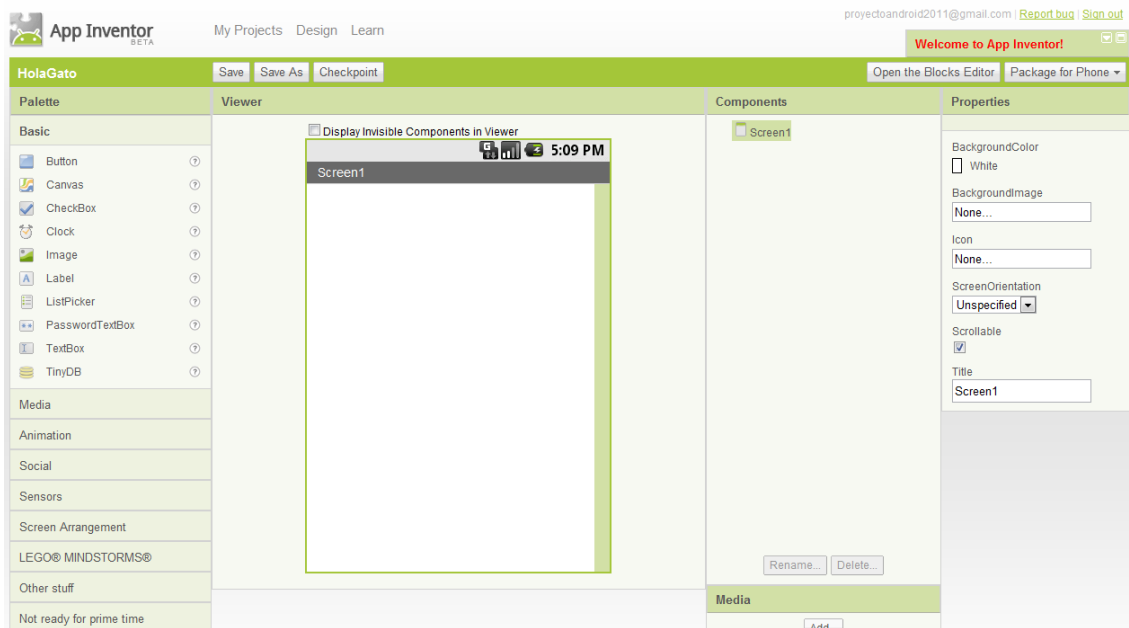 proyectoandroid2011@gmail.com | Report bug | Sign out
App Inventor
BETA
My Projects Design Learn
Welcome to App Inventor!
HolaGato
Save Save As Checkpoint
Open the Blocks Editor Package for Phone
Palette
Viewer
Components
Properties
Basic
Button
Canvas
CheckBox
Clock
Image
Label
ListPicker
PasswordTextBox
TextBox
TinyDB
Media
Animation
Social
Sensors
Screen Arrangement
LEGO® MINDSTORMS®
Other stuff
Not ready for prime time
Display Invisible Components in Viewer
5:09 PM
Screen1
Screen1
Rename... Delete...
Media
Add...
BackgroundColor
White
BackgroundImage
None...
Icon
None...
ScreenOrientation
Unspecified
Scrollable
Title
Screen1